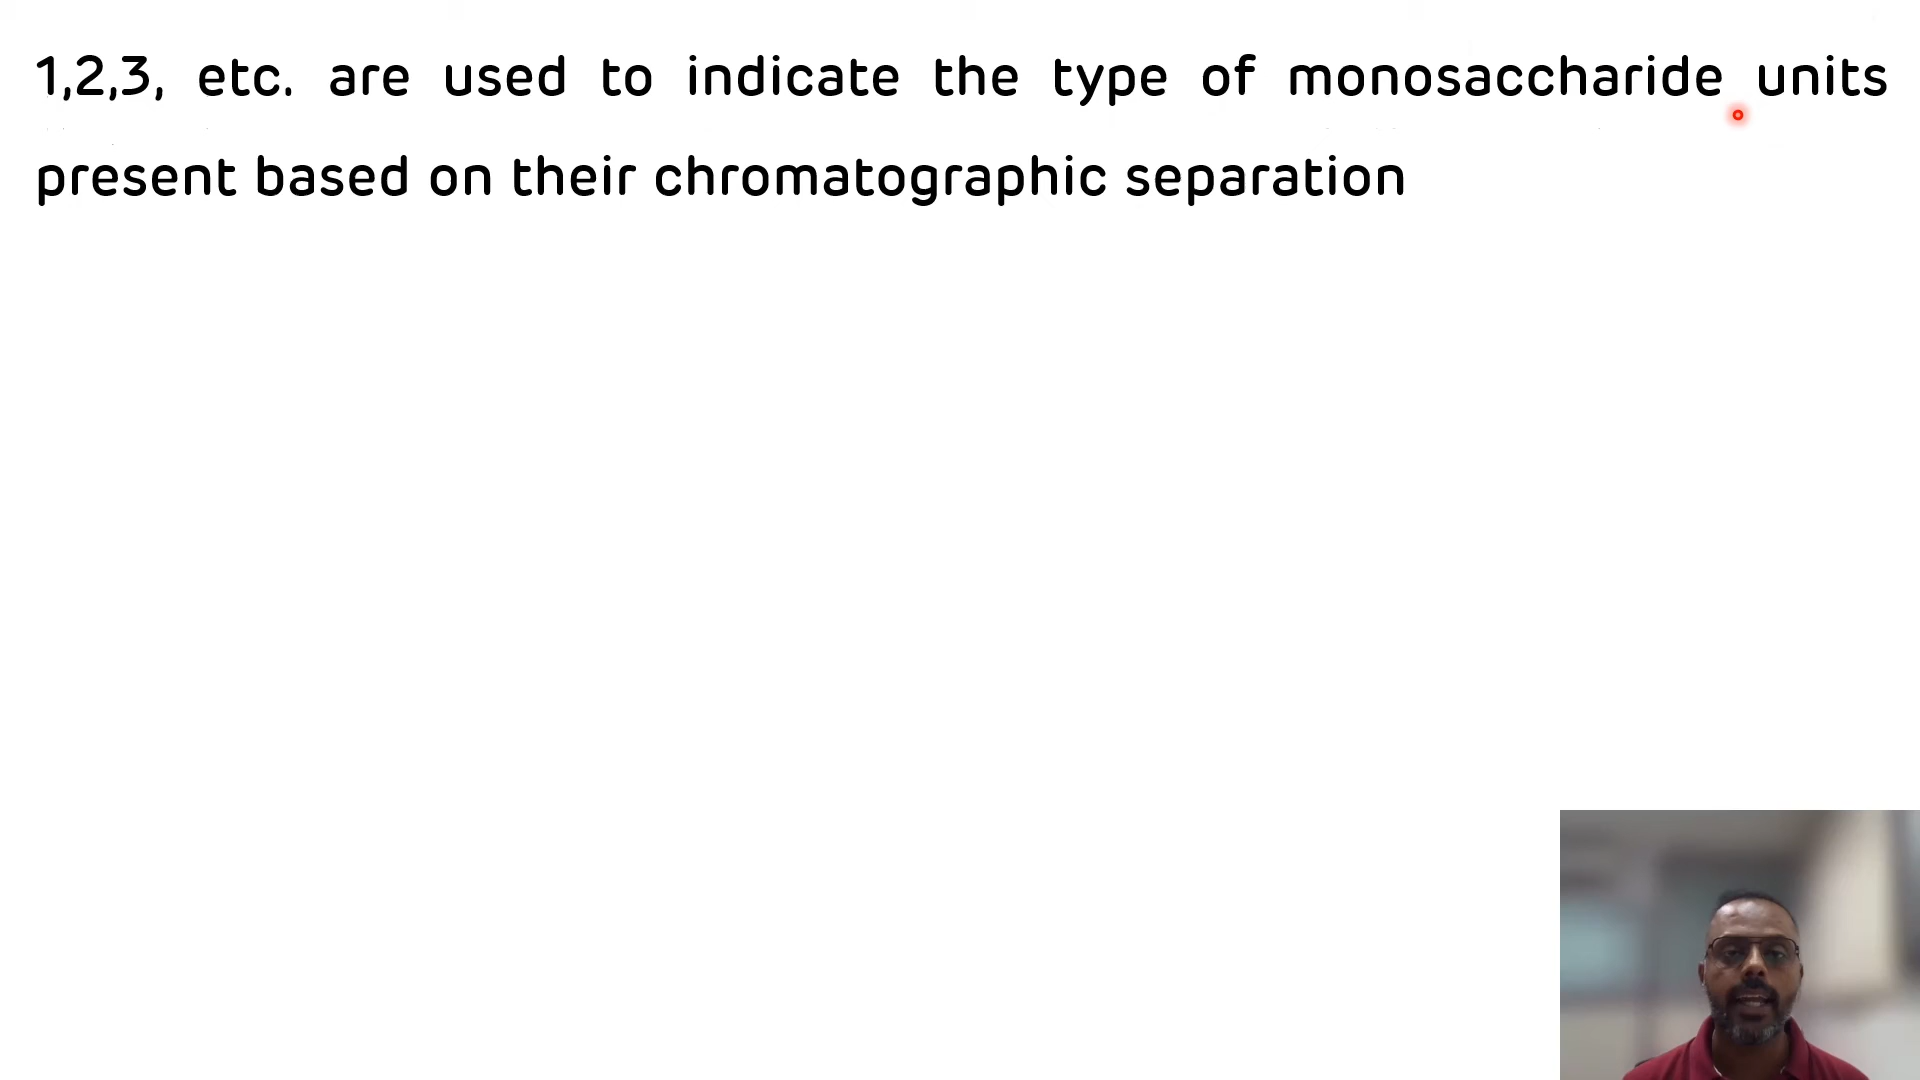 1,2,3, etc. are used to indicate the type of monosaccharide units
present based on their chromatographic separation